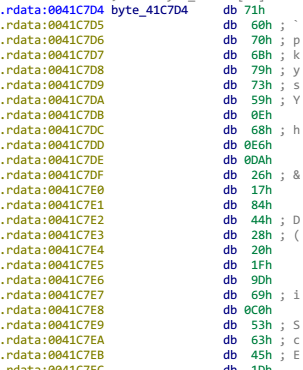 .rdata:0041C7D4 byte_41C7D4 db 71h
.rdata:0041C7D5 db 60h ; `
.rdata:0041C7D6 db 70h ; p
.rdata:0041C7D7 db 6Bh ; k
.rdata:0041C7D8 db 79h ; y
.rdata:0041C7D9 db 73h ; s
.rdata:0041C7DA db 59h ; Y
.rdata:0041C7DB db 0Eh
.rdata:0041C7DC db 68h ; h
.rdata:0041C7DD db 0E6h
.rdata:0041C7DE db 0DAh
.rdata:0041C7DF db 26h ; &
.rdata:0041C7E0 db 17h
.rdata:0041C7E1 db 84h
.rdata:0041C7E2 db 44h ; D
.rdata:0041C7E3 db 28h ; (
.rdata:0041C7E4 db 20h
.rdata:0041C7E5 db 1Fh
.rdata:0041C7E6 db 9Dh
.rdata:0041C7E7 db 69h ; i
.rdata:0041C7E8 db 0C0h
.rdata:0041C7E9 db 53h ; S
.rdata:0041C7EA db 63h ; c
.rdata:0041C7EB db 45h ; E
.rdata:0041C7EC db 1Dh